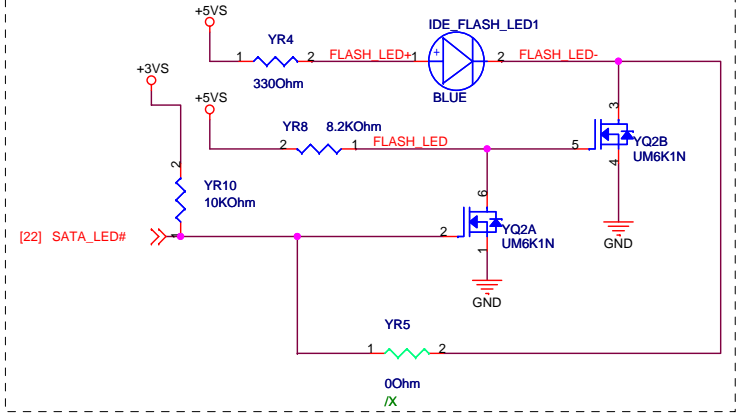 +5VS
YR4
IDE_FLASH_LED1
1
2
FLASH_LED+
1
+
2
FLASH_LED-
330Ohm
BLUE
+3VS
+5VS
3
YR8
8.2KOhm
2
1
FLASH_LED
5
YQ2B
UM6K1N
4
2
YR10
10KOhm
6
YQ2A
UM6K1N
GND
[22] SATA_LED#
1
2
1
GND
YR5
1
2
0Ohm
/X